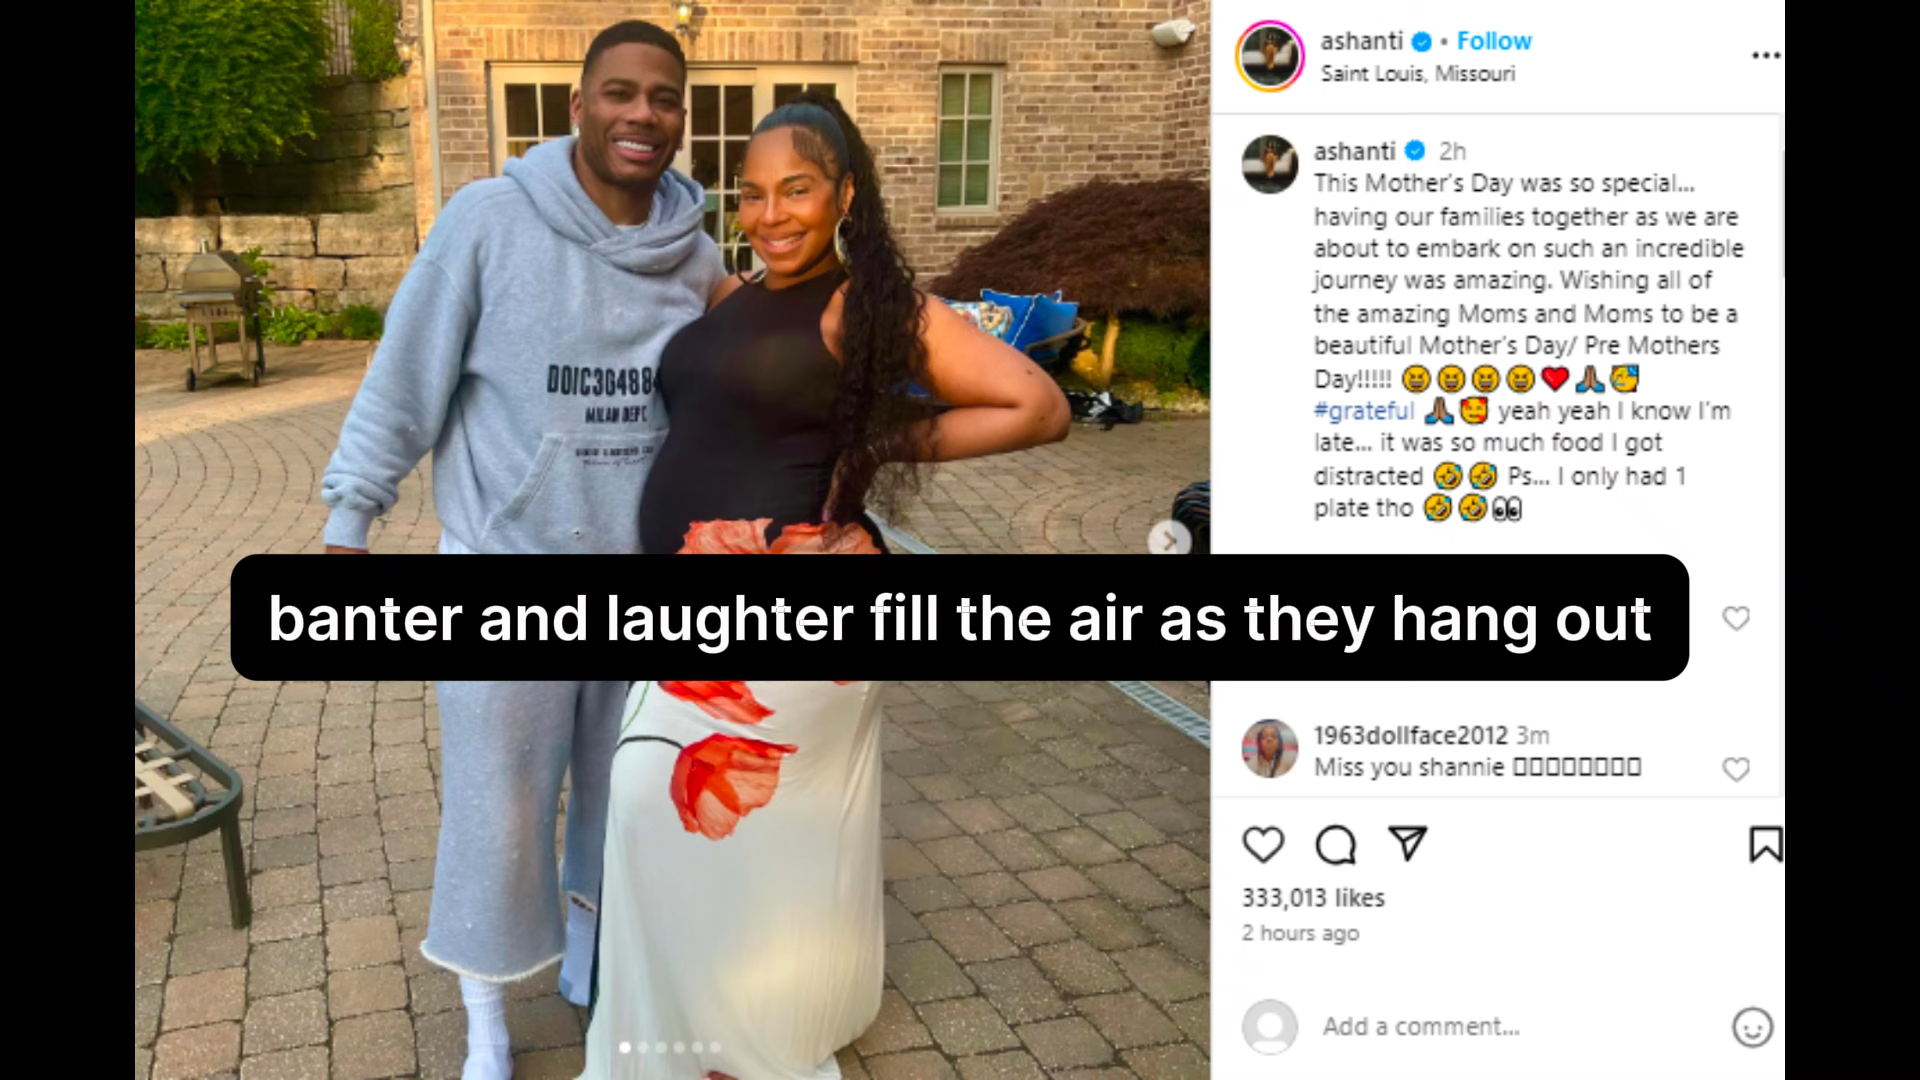 ashanti • Follow
Saint Louis, Missouri
ashanti 2h
This Mother's Day was so special...
having our families together as we are
about to embark on such an incredible
journey was amazing. Wishing all of
the amazing Moms and Moms to be a
beautiful Mother's Day/ Pre Mothers
Day!!!!! 😆😆😆😆❤️🙏🏽🥳
#grateful 🙏🏽🥰 yeah yeah I know I'm
late... it was so much food I got
distracted 🤣🤣 Ps... I only had 1
plate tho 🤣🤣👀
DOIC30488
MILAN DEPT
banter and laughter fill the air as they hang out
1963dollface2012 3m
Miss you shannie
333,013 likes
2 hours ago
Add a comment...